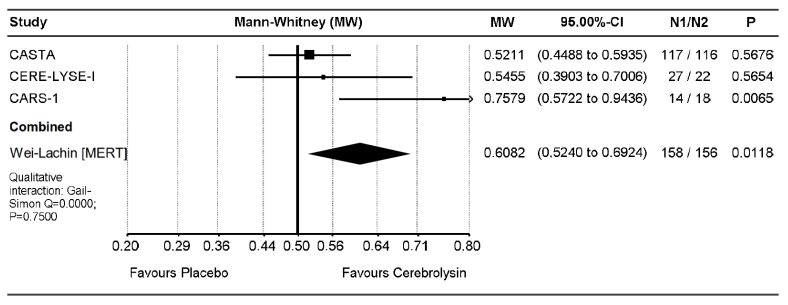 Study Mann-Whitney (MW) MW 95.00%-CI N1/N2 P
CASTA 0.5211 (0.4488 to 0.5935) 117 / 116 0.5676
CERE-LYSE-I 0.5455 (0.3903 to 0.7006) 27 / 22 0.5654
CARS-1 0.7579 (0.5722 to 0.9436) 14 / 18 0.0065
Combined
Wei-Lachin [MERT] 0.6082 (0.5240 to 0.6924) 158 / 156 0.0118
Qualitative
interaction: Gail-
Simon Q=0.0000;
P=0.7500
0.20 0.29 0.36 0.44 0.50 0.56 0.64 0.71 0.80
Favours Placebo Favours Cerebrolysin